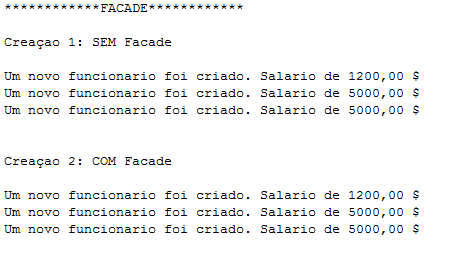 ************FACADE************
Creaçao 1: SEM Facade
Um novo funcionario foi criado. Salario de 1200,00 $
Um novo funcionario foi criado. Salario de 5000,00 $
Um novo funcionario foi criado. Salario de 5000,00 $
Creaçao 2: COM Facade
Um novo funcionario foi criado. Salario de 1200,00 $
Um novo funcionario foi criado. Salario de 5000,00 $
Um novo funcionario foi criado. Salario de 5000,00 $